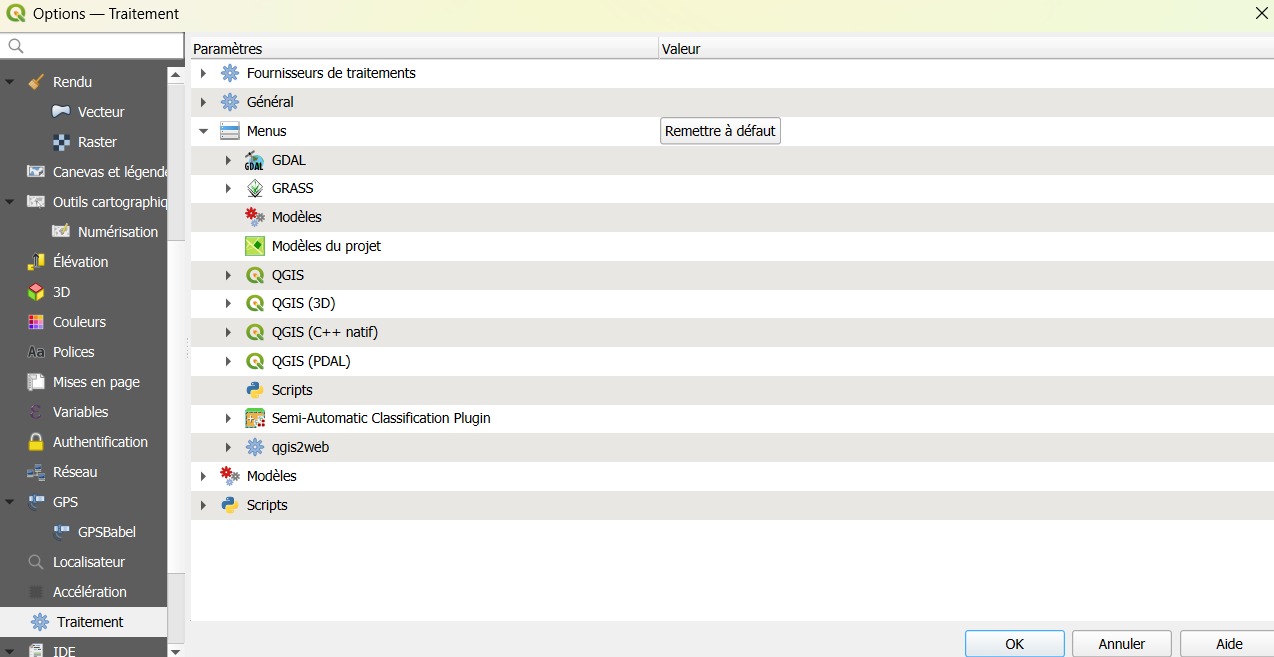 Options — Traitement
Rendu
Vecteur
Raster
Canevas et légende
Outils cartographiq
Numérisation
Élévation
3D
Couleurs
Aa Polices
Mises en page
ε Variables
Authentification
Réseau
GPS
GPSBabel
Localisateur
Accélération
Traitement
IDE
Paramètres Valeur
Fournisseurs de traitements
Général
Menus Remettre à défaut
GDAL GDAL
GRASS
Modèles
Modèles du projet
QGIS
QGIS (3D)
QGIS (C++ natif)
QGIS (PDAL)
Scripts
Semi-Automatic Classification Plugin
qgis2web
Modèles
Scripts
OK Annuler Aide